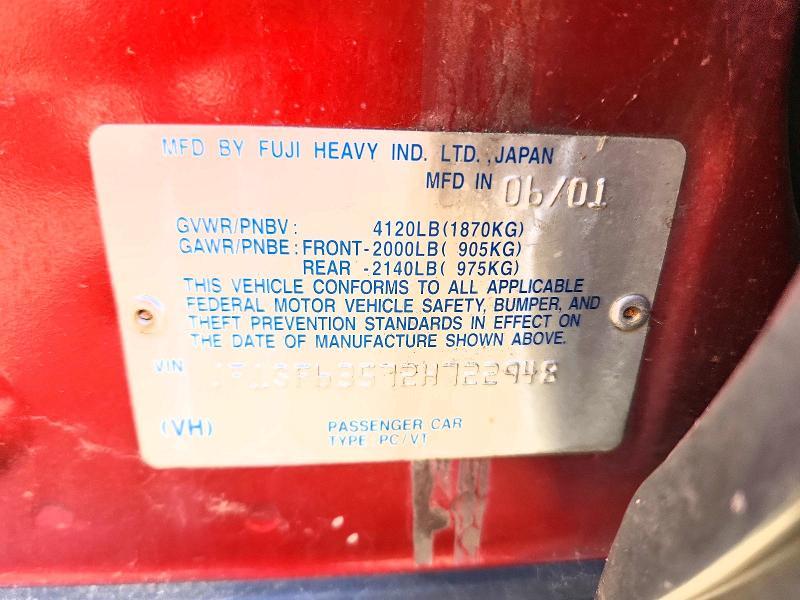 MFD BY FUJI HEAVY IND. LTD. ,JAPAN
MFD IN 06/01
GVWR/PNBV: 4120LB(1870KG)
GAWR/PNBE: FRONT-2000LB( 905KG)
REAR -2140LB( 975KG)
THIS VEHICLE CONFORMS TO ALL APPLICABLE
FEDERAL MOTOR VEHICLE SAFETY, BUMPER, AND
THEFT PREVENTION STANDARDS IN EFFECT ON
THE DATE OF MANUFACTURE SHOWN ABOVE.
VIN
(VH) PASSENGER CAR
TYPE PC/VT